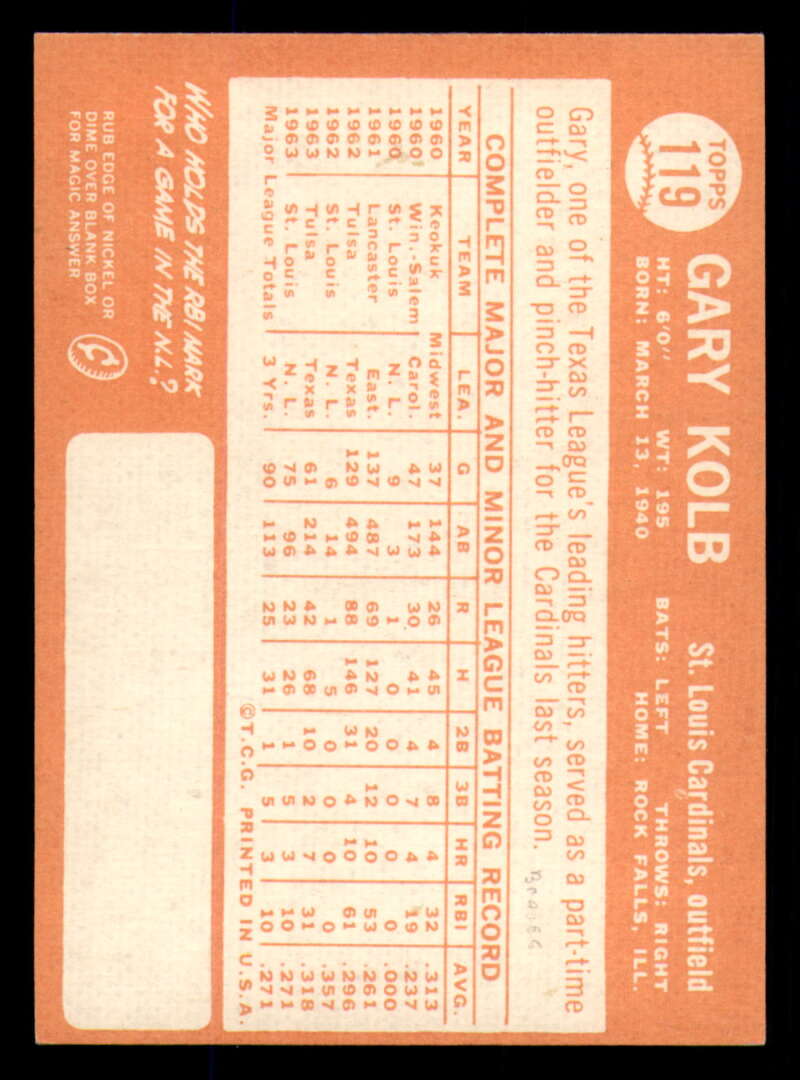 TOPPS
119
GARY KOLB
St. Louis Cardinals, outfield
HT: 6'0" WT: 195 BATS: LEFT THROWS: RIGHT
BORN: MARCH 13, 1940 HOME: ROCK FALLS, ILL.
Gary, one of the Texas League's leading hitters, served as a part-time
outfielder and pinch-hitter for the Cardinals last season.
Braves
COMPLETE MAJOR AND MINOR LEAGUE BATTING RECORD
YEAR TEAM LEA. G AB R H 2B 3B HR RBI AVG.
1960 Keokuk Midwest 37 144 26 45 4 8 4 32 .313
1960 Win.-Salem Carol. 47 173 30 41 4 7 4 19 .237
1960 St. Louis N. L. 9 3 1 0 0 0 0 0 .000
1961 Lancaster East. 137 487 69 127 20 12 10 53 .261
1962 Tulsa Texas 129 494 88 146 31 4 10 61 .296
1962 St. Louis N. L. 6 14 1 5 0 0 0 0 .357
1963 Tulsa Texas 61 214 42 68 10 2 7 31 .318
1963 St. Louis N. L. 75 96 23 26 1 5 3 10 .271
Major League Totals 3 Yrs. 90 113 25 31 1 5 3 10 .271
©T.C.G. PRINTED IN U.S.A.
WHO HOLDS THE RBI MARK
FOR A GAME IN THE N.L.?
RUB EDGE OF NICKEL OR
DIME OVER BLANK BOX
FOR MAGIC ANSWER